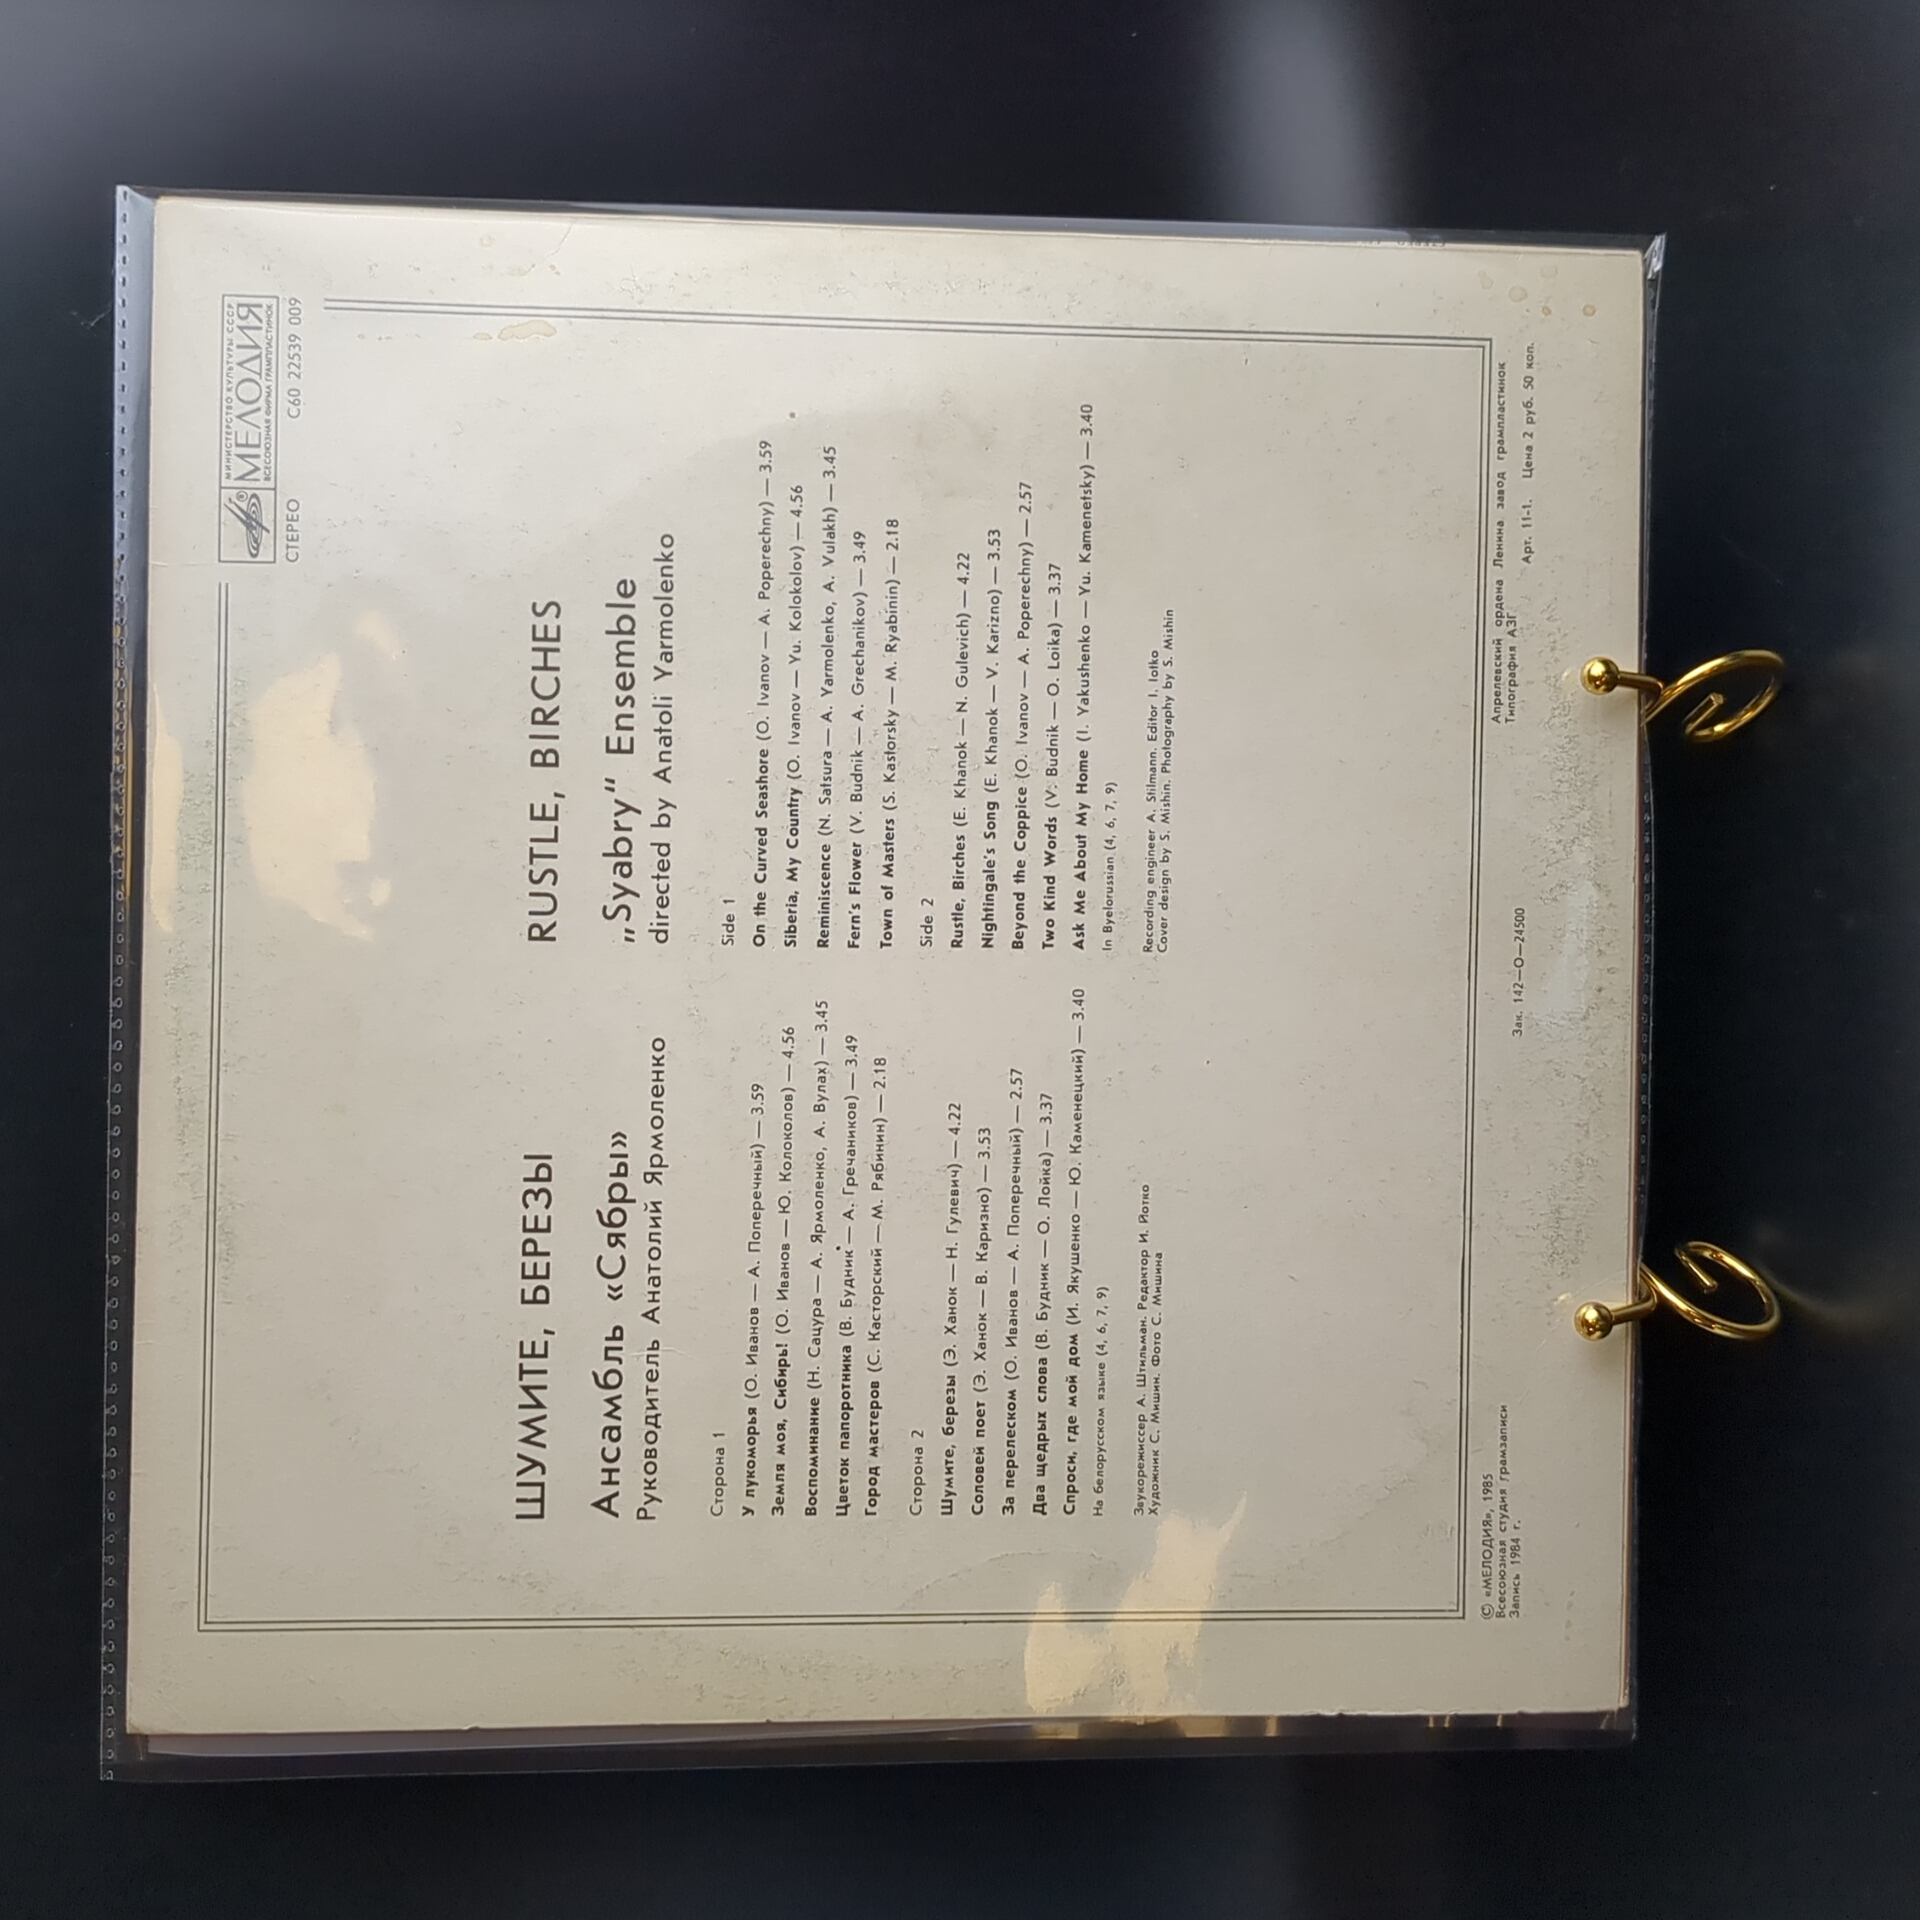 МИНИСТЕРСТВО КУЛЬТУРЫ СССР
МЕЛОДИЯ
ВСЕСОЮЗНАЯ ФИРМА ГРАМПЛАСТИНОК
СТЕРЕО С60 22539 009
ШУМИТЕ, БЕРЕЗЫ
Ансамбль «Сябры»
Руководитель Анатолий Ярмоленко
Сторона 1
У лукоморья (О. Иванов — А. Поперечный) — 3.59
Земля моя, Сибирь! (О. Иванов — Ю. Колоколов) — 4.56
Воспоминание (Н. Сацура — А. Ярмоленко, А. Вулах) — 3.45
Цветок папоротника (В. Будник — А. Гречаников) — 3.49
Город мастеров (С. Касторский — М. Рябинин) — 2.18
Сторона 2
Шумите, березы (Э. Ханок — Н. Гулевич) — 4.22
Соловей поет (Э. Ханок — В. Каризно) — 3.53
За перелеском (О. Иванов — А. Поперечный) — 2.57
Два щедрых слова (В. Будник — О. Лойка) — 3.37
Спроси, где мой дом (И. Якушенко — Ю. Каменецкий) — 3.40
На белорусском языке (4, 6, 7, 9)
Звукорежиссер А. Штильман. Редактор И. Йотко
Художник С. Мишин. Фото С. Мишина
RUSTLE, BIRCHES
„Syabry“ Ensemble
directed by Anatoli Yarmolenko
Side 1
On the Curved Seashore (O. Ivanov — A. Poperechny) — 3.59
Siberia, My Country (O. Ivanov — Yu. Kolokolov) — 4.56
Reminiscence (N. Satsura — A. Yarmolenko, A. Vulakh) — 3.45
Fern's Flower (V. Budnik — A. Grechanikov) — 3.49
Town of Masters (S. Kastorsky — M. Ryabinin) — 2.18
Side 2
Rustle, Birches (E. Khanok — N. Gulevich) — 4.22
Nightingale's Song (E. Khanok — V. Karizno) — 3.53
Beyond the Coppice (O. Ivanov — A. Poperechny) — 2.57
Two Kind Words (V. Budnik — O. Loika) — 3.37
Ask Me About My Home (I. Yakushenko — Yu. Kamenetsky) — 3.40
In Byelorussian (4, 6, 7, 9)
Recording engineer A. Stilmann. Editor I. Iotko
Cover design by S. Mishin. Photography by S. Mishin
© «МЕЛОДИЯ», 1985
Всесоюзная студия грамзаписи
Запись 1984 г.
Зак. 142—О—24500
Апрелевский ордена Ленина завод грампластинок
Типография АЗГ
Арт. 11-1. Цена 2 руб. 50 коп.